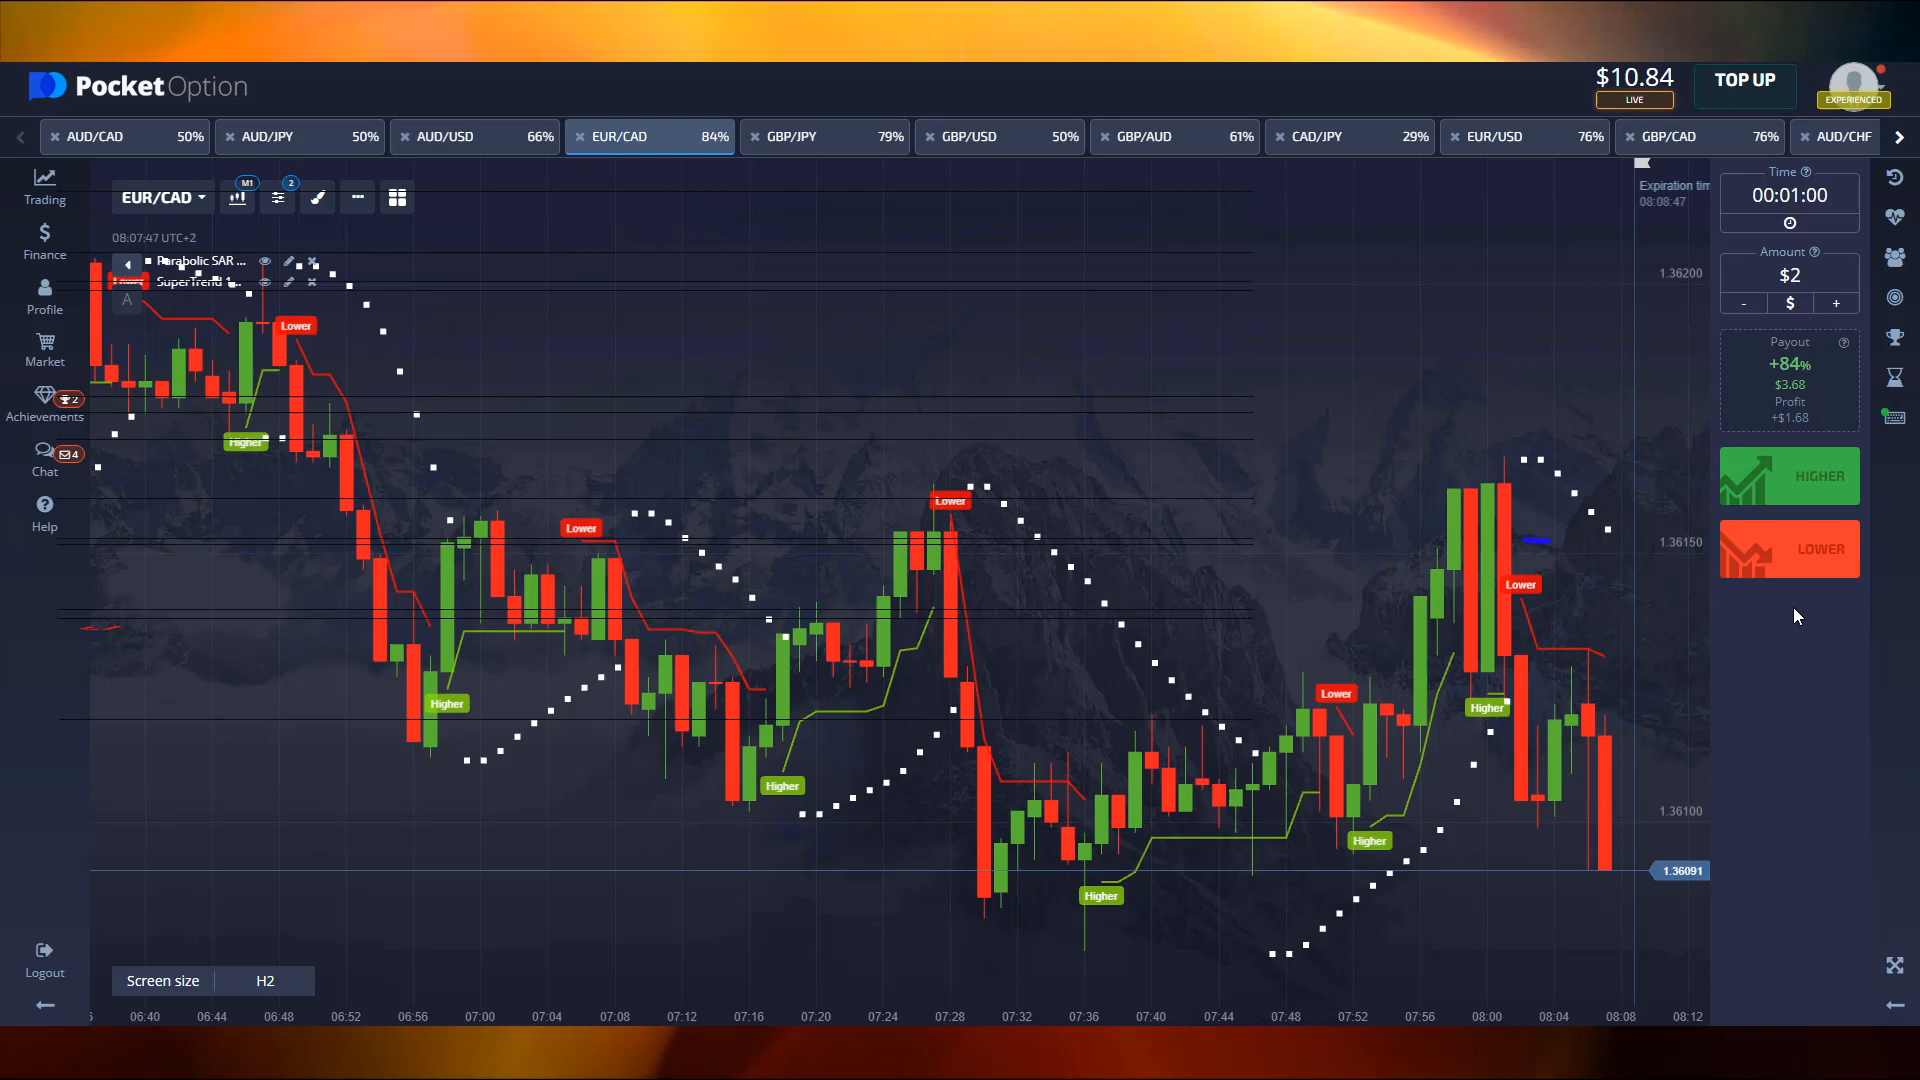 PocketOption
$10.84
LIVE
TOP UP
EXPERIENCED
AUD/CAD 50%
AUD/JPY 50%
AUD/USD 66%
EUR/CAD 84%
GBP/JPY 79%
GBP/USD 50%
GBP/AUD 61%
CAD/JPY 29%
EUR/USD 76%
GBP/CAD 76%
AUD/CHF
Trading
Finance
Profile
Market
2
Achievements
4
Chat
Help
Logout
EUR/CAD
M1
2
08:07:47 UTC+2
Parabolic SAR ...
SuperTrend 1...
A
Lower
Higher
Higher
Lower
Higher
Lower
Higher
Lower
Higher
Lower
Higher
Lower
Expiration tim
08:08:47
1.36200
1.36150
1.36100
1.36091
Time
00:01:00
Amount
$2
- $ +
Payout
+84%
$3.68
Profit
+$1.68
HIGHER
LOWER
Screen size H2
06:40 06:44 06:48 06:52 06:56 07:00 07:04 07:08 07:12 07:16 07:20 07:24 07:28 07:32 07:36 07:40 07:44 07:48 07:52 07:56 08:00 08:04 08:08 08:12